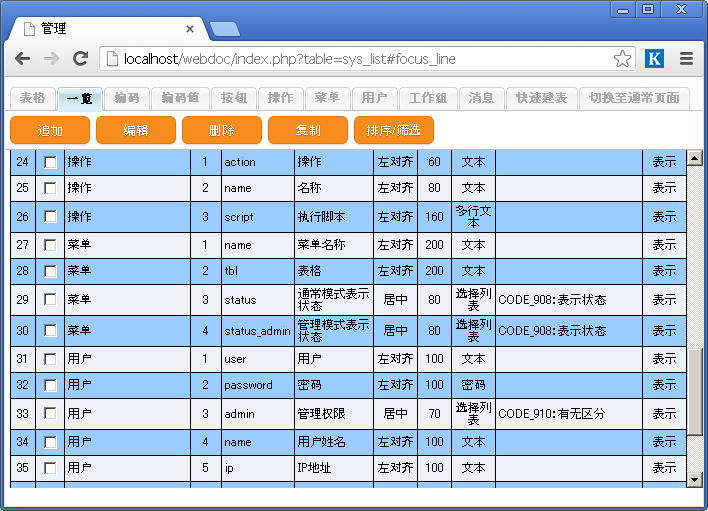 管理
localhost/webdoc/index.php?table=sys_list#focus_line
K
表格 一览 编码 编码值 按钮 操作 菜单 用户 工作组 消息 快速建表 切换至通常页面
追加 编辑 删除 复制 排序/筛选
24 操作 1 action 操作 左对齐 60 文本 表示
25 操作 2 name 名称 左对齐 80 文本 表示
26 操作 3 script 执行脚本 左对齐 160 多行文本 表示
27 菜单 1 name 菜单名称 左对齐 200 文本 表示
28 菜单 2 tbl 表格 左对齐 200 文本 表示
29 菜单 3 status 通常模式表示状态 居中 80 选择列表 CODE_908:表示状态 表示
30 菜单 4 status_admin 管理模式表示状态 居中 80 选择列表 CODE_908:表示状态 表示
31 用户 1 user 用户 左对齐 100 文本 表示
32 用户 2 password 密码 左对齐 100 密码 表示
33 用户 3 admin 管理权限 居中 70 选择列表 CODE_910:有无区分 表示
34 用户 4 name 用户姓名 左对齐 100 文本 表示
35 用户 5 ip IP地址 左对齐 100 文本 表示